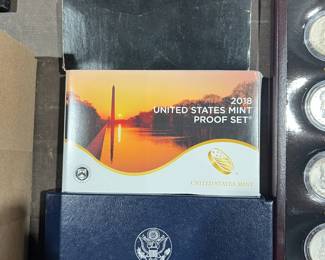 2018
UNITED STATES MINT
PROOF SET®
UNITED STATES MINT